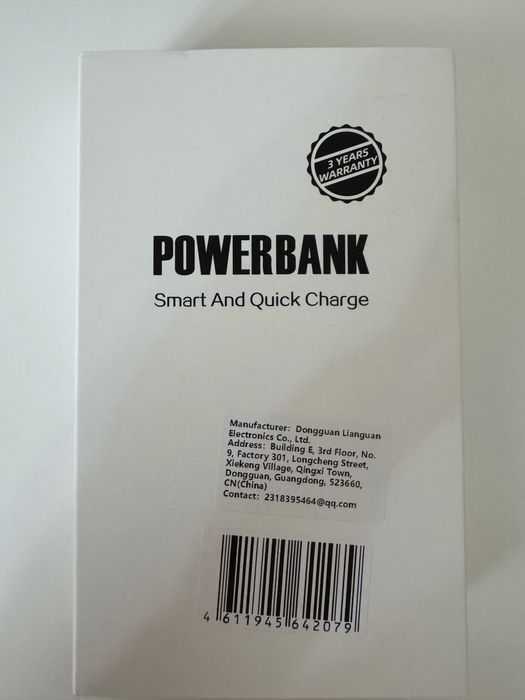 3 YEARS
WARRANTY
POWERBANK
Smart And Quick Charge
Manufacturer: Dongguan Lianguan
Electronics Co., Ltd.
Address: Building E, 3rd Floor, No.
9, Factory 301, Longcheng Street,
Xiekeng Village, Qingxi Town,
Dongguan, Guangdong, 523660,
CN(China)
Contact: 2318395464@qq.com
4 611945 642079